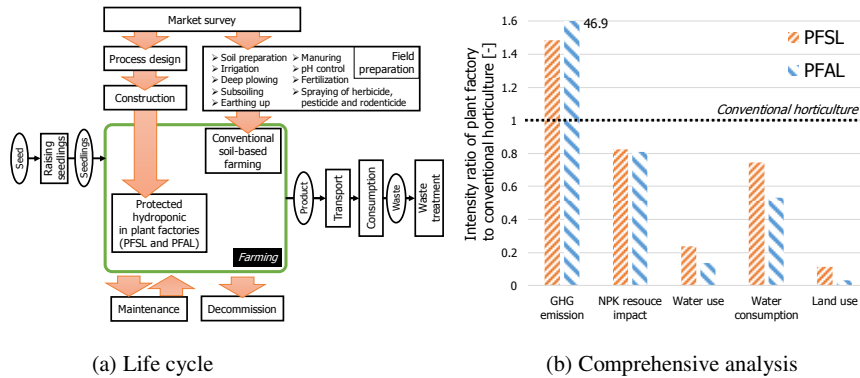 Market survey
Process design
Construction
➢ Soil preparation
➢ Irrigation
➢ Deep plowing
➢ Subsoiling
➢ Earthing up
➢ Manuring
➢ pH control
➢ Fertilization
➢ Spraying of herbicide,
pesticide and rodenticide
Field
preparation
Seed
Raising
seedlings
Seedlings
Conventional
soil-based
farming
Protected
hydroponic
in plant factories
(PFSL and PFAL)
Farming
Product
Transport
Consumption
Waste
Waste
treatment
Maintenance
Decommission
(a) Life cycle
Intensity ratio of plant factory
to conventional horticulture [-]
1.6
1.4
1.2
1
0.8
0.6
0.4
0.2
0
46.9
PFSL
PFAL
Conventional horticulture
GHG
emission
NPK resouce
impact
Water use
Water
consumption
Land use
(b) Comprehensive analysis